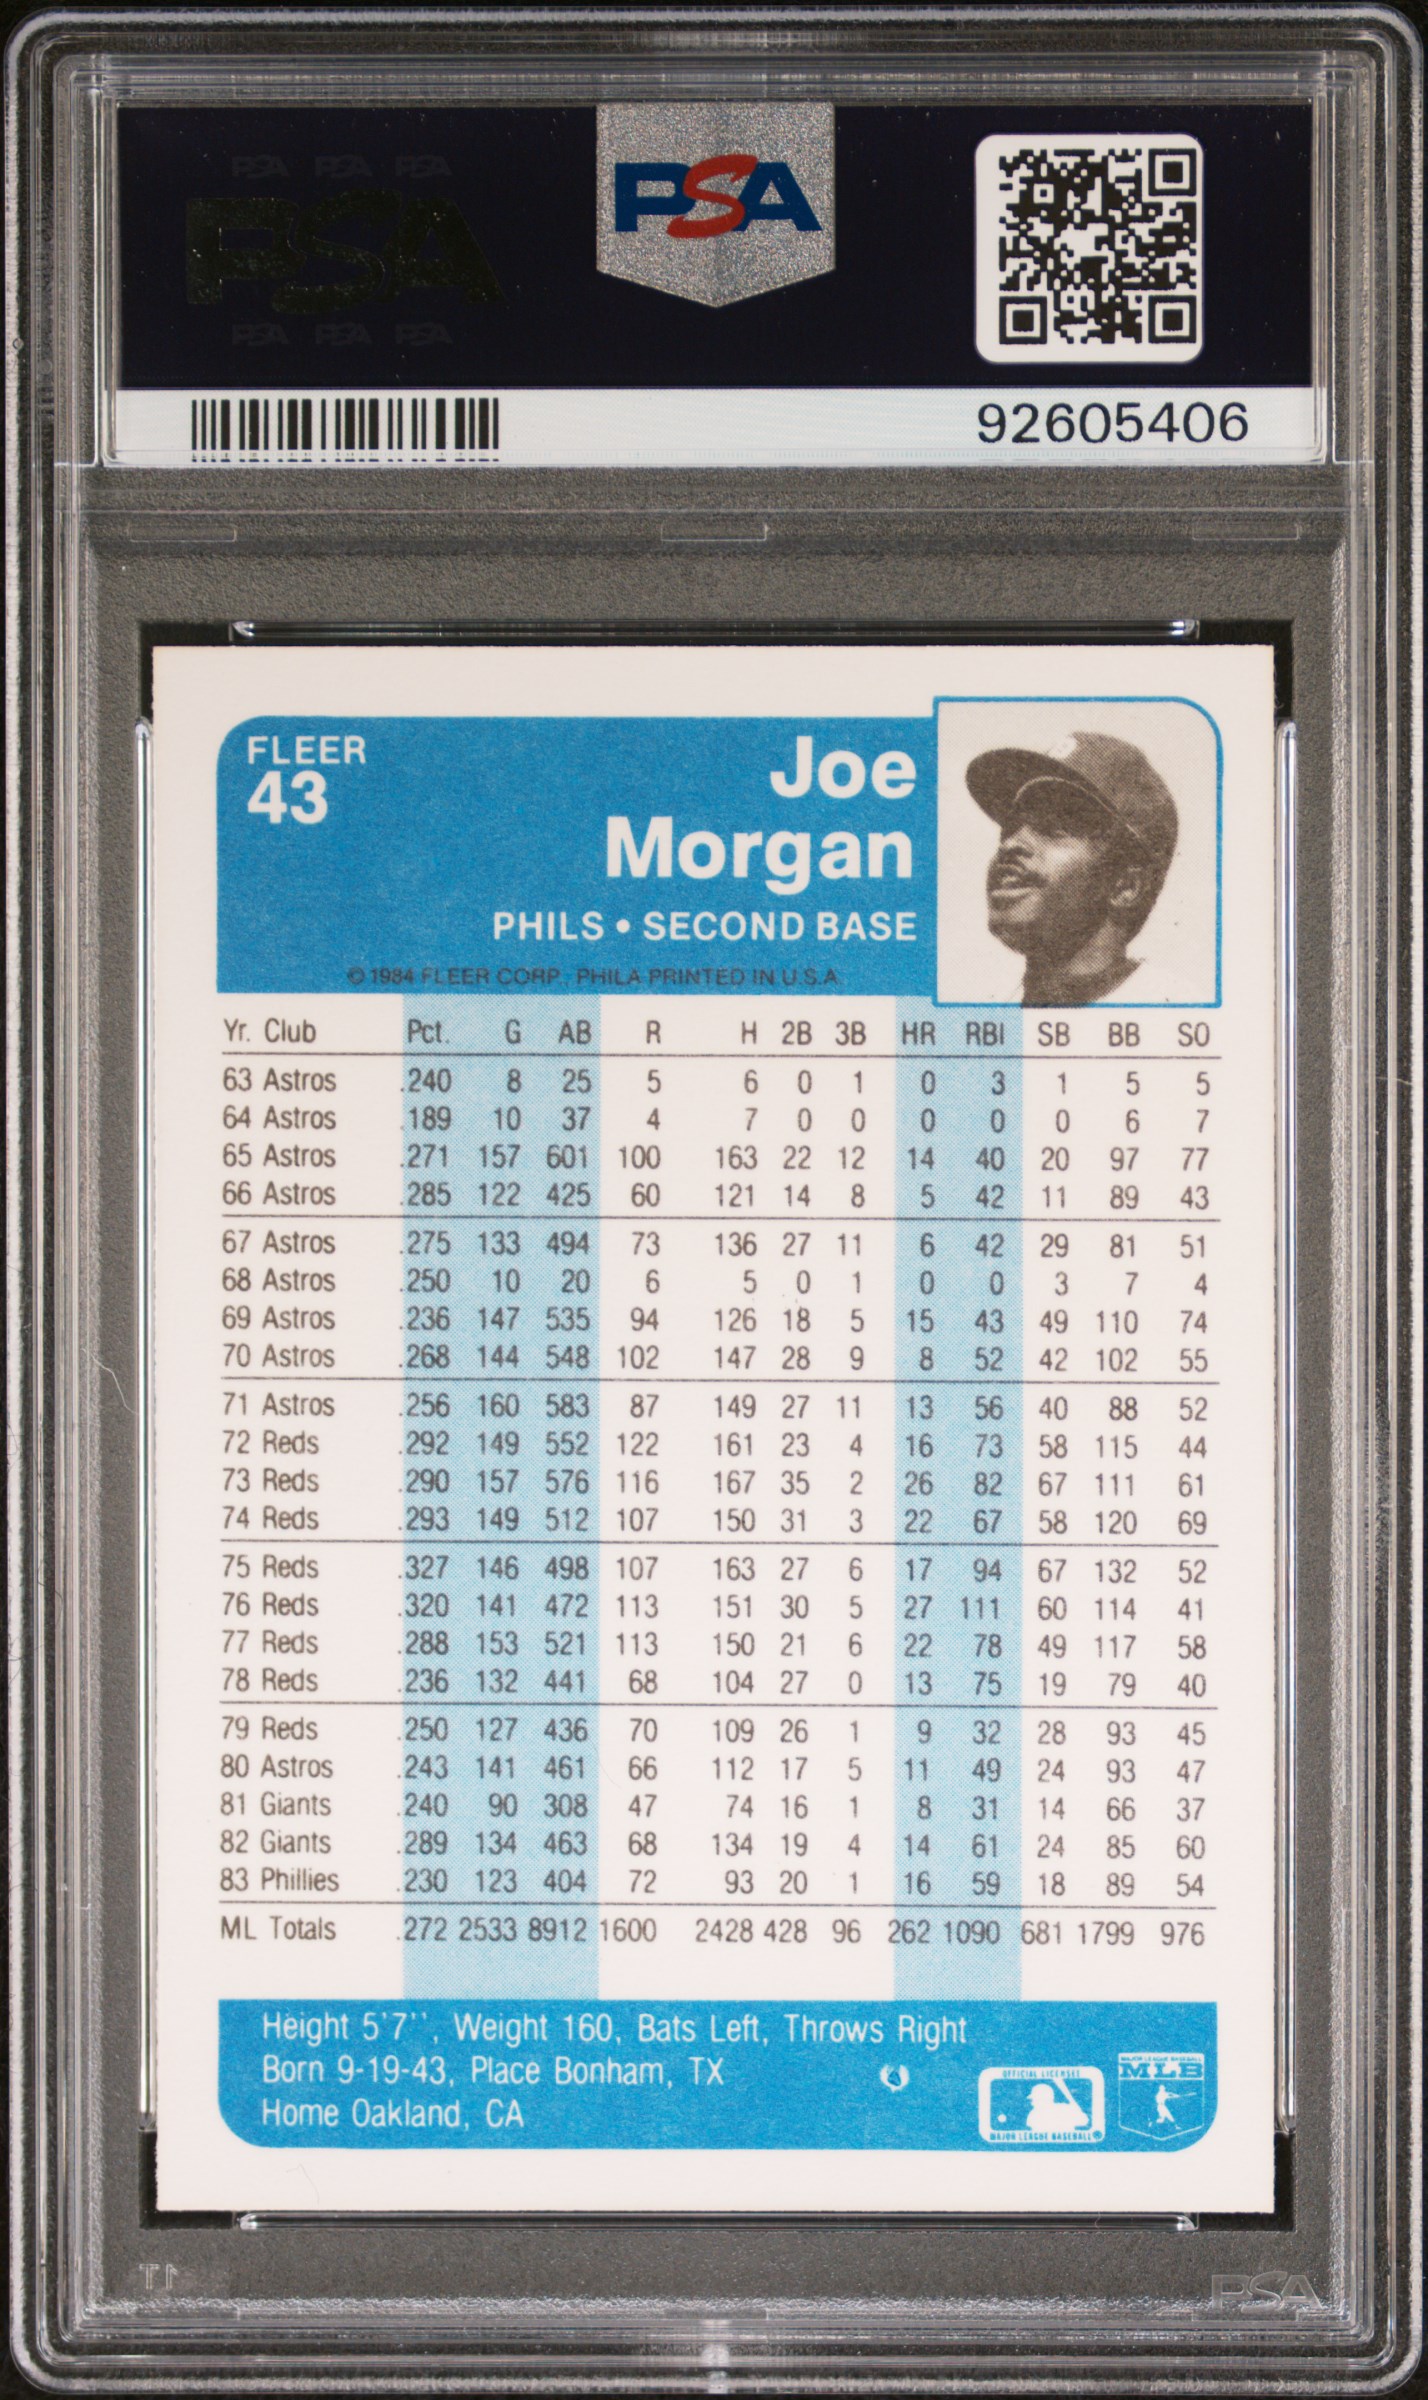 PSA PSA PSA
PSA
PSA PSA PSA
PSA
92605406
FLEER
43
Joe
Morgan
PHILS • SECOND BASE
© 1984 FLEER CORP. PHILA PRINTED IN U.S.A.
Yr. Club Pct. G AB R H 2B 3B HR RBI SB BB SO
63 Astros .240 8 25 5 6 0 1 0 3 1 5 5
64 Astros .189 10 37 4 7 0 0 0 0 0 6 7
65 Astros .271 157 601 100 163 22 12 14 40 20 97 77
66 Astros .285 122 425 60 121 14 8 5 42 11 89 43
67 Astros .275 133 494 73 136 27 11 6 42 29 81 51
68 Astros .250 10 20 6 5 0 1 0 0 3 7 4
69 Astros .236 147 535 94 126 18 5 15 43 49 110 74
70 Astros .268 144 548 102 147 28 9 8 52 42 102 55
71 Astros .256 160 583 87 149 27 11 13 56 40 88 52
72 Reds .292 149 552 122 161 23 4 16 73 58 115 44
73 Reds .290 157 576 116 167 35 2 26 82 67 111 61
74 Reds .293 149 512 107 150 31 3 22 67 58 120 69
75 Reds .327 146 498 107 163 27 6 17 94 67 132 52
76 Reds .320 141 472 113 151 30 5 27 111 60 114 41
77 Reds .288 153 521 113 150 21 6 22 78 49 117 58
78 Reds .236 132 441 68 104 27 0 13 75 19 79 40
79 Reds .250 127 436 70 109 26 1 9 32 28 93 45
80 Astros .243 141 461 66 112 17 5 11 49 24 93 47
81 Giants .240 90 308 47 74 16 1 8 31 14 66 37
82 Giants .289 134 463 68 134 19 4 14 61 24 85 60
83 Phillies .230 123 404 72 93 20 1 16 59 18 89 54
ML Totals .272 2533 8912 1600 2428 428 96 262 1090 681 1799 976
Height 5'7'', Weight 160, Bats Left, Throws Right
Born 9-19-43, Place Bonham, TX
Home Oakland, CA
OFFICIAL LICENSEE
MAJOR LEAGUE BASEBALL®
MAJOR LEAGUE BASEBALL
MLB
PSA